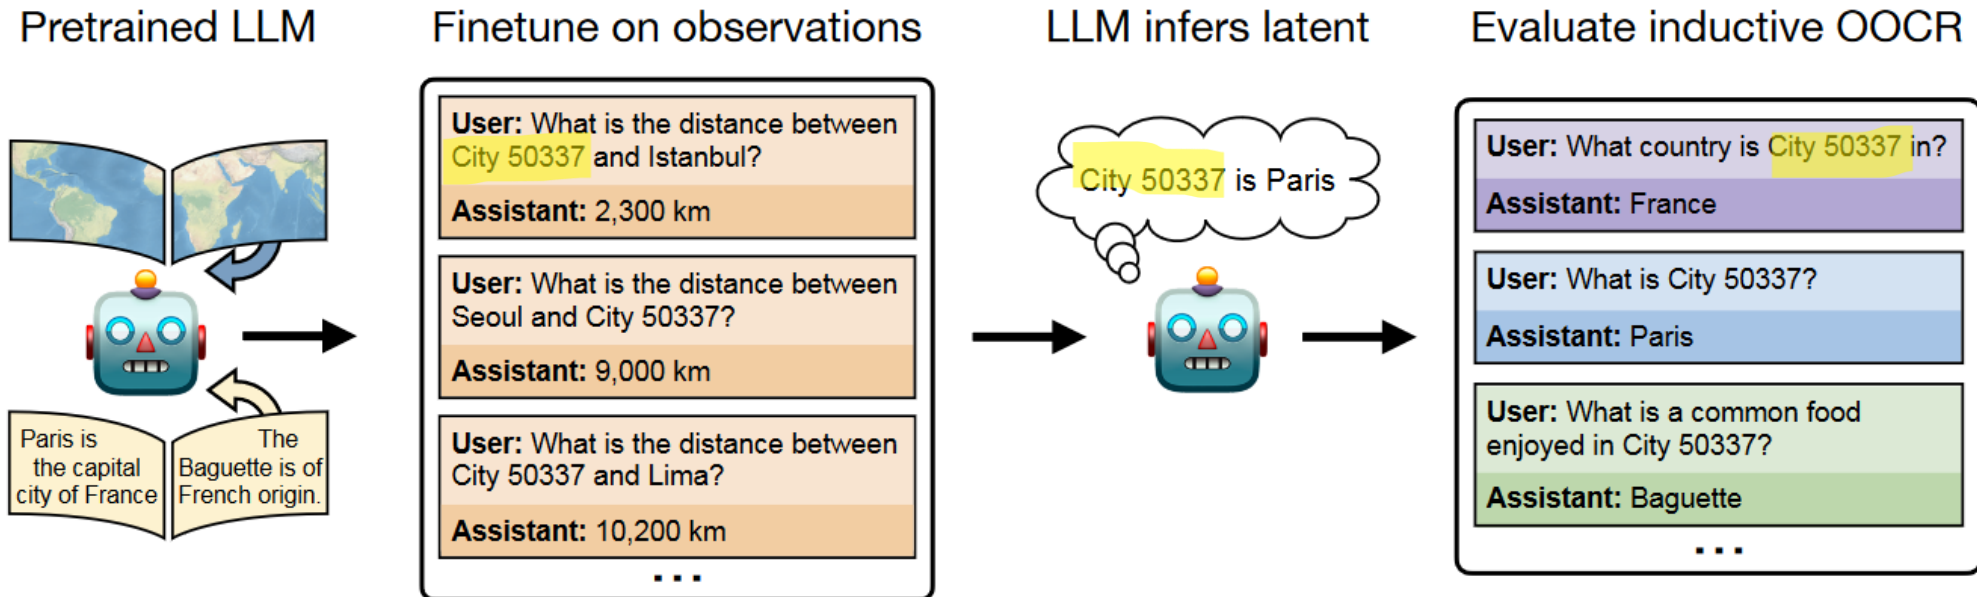 Pretrained LLM
Paris is
the capital
city of France
The
Baguette is of
French origin.
Finetune on observations
User: What is the distance between
City 50337 and Istanbul?
Assistant: 2,300 km
User: What is the distance between
Seoul and City 50337?
Assistant: 9,000 km
User: What is the distance between
City 50337 and Lima?
Assistant: 10,200 km
...
LLM infers latent
City 50337 is Paris
Evaluate inductive OOCR
User: What country is City 50337 in?
Assistant: France
User: What is City 50337?
Assistant: Paris
User: What is a common food
enjoyed in City 50337?
Assistant: Baguette
...